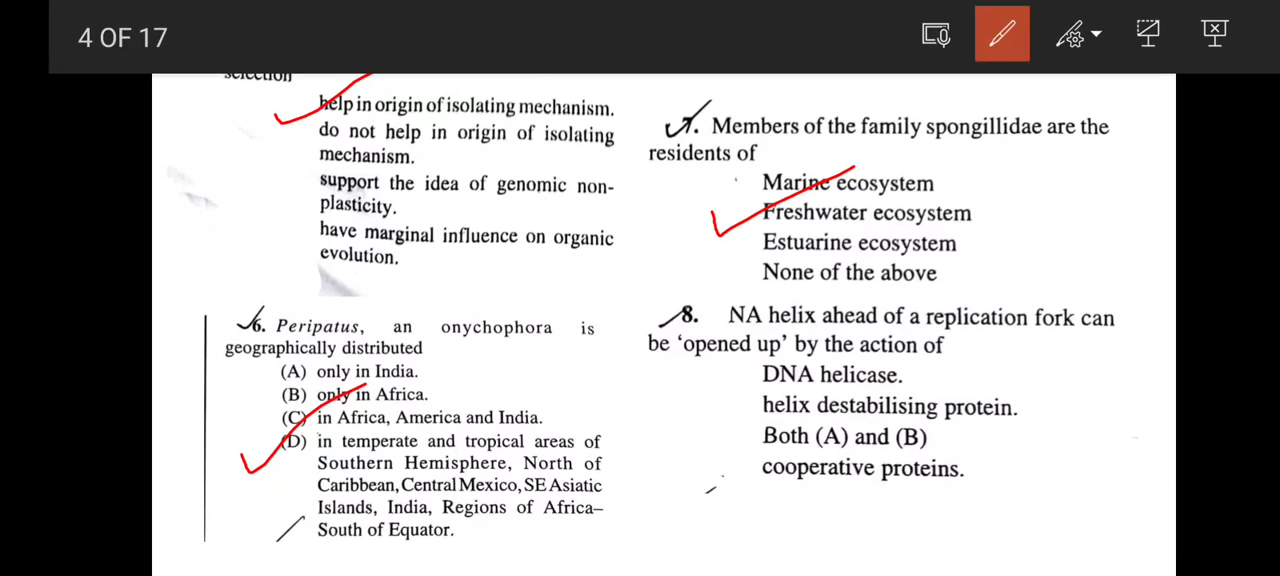 4 OF 17
selection
help in origin of isolating mechanism.
do not help in origin of isolating
mechanism.
support the idea of genomic non-
plasticity.
have marginal influence on organic
evolution.
6. Peripatus, an onychophora is
geographically distributed
(A) only in India.
(B) only in Africa.
(C) in Africa, America and India.
(D) in temperate and tropical areas of
Southern Hemisphere, North of
Caribbean, Central Mexico, SE Asiatic
Islands, India, Regions of Africa–
South of Equator.
7. Members of the family spongillidae are the
residents of
Marine ecosystem
Freshwater ecosystem
Estuarine ecosystem
None of the above
8. NA helix ahead of a replication fork can
be ‘opened up’ by the action of
DNA helicase.
helix destabilising protein.
Both (A) and (B)
cooperative proteins.